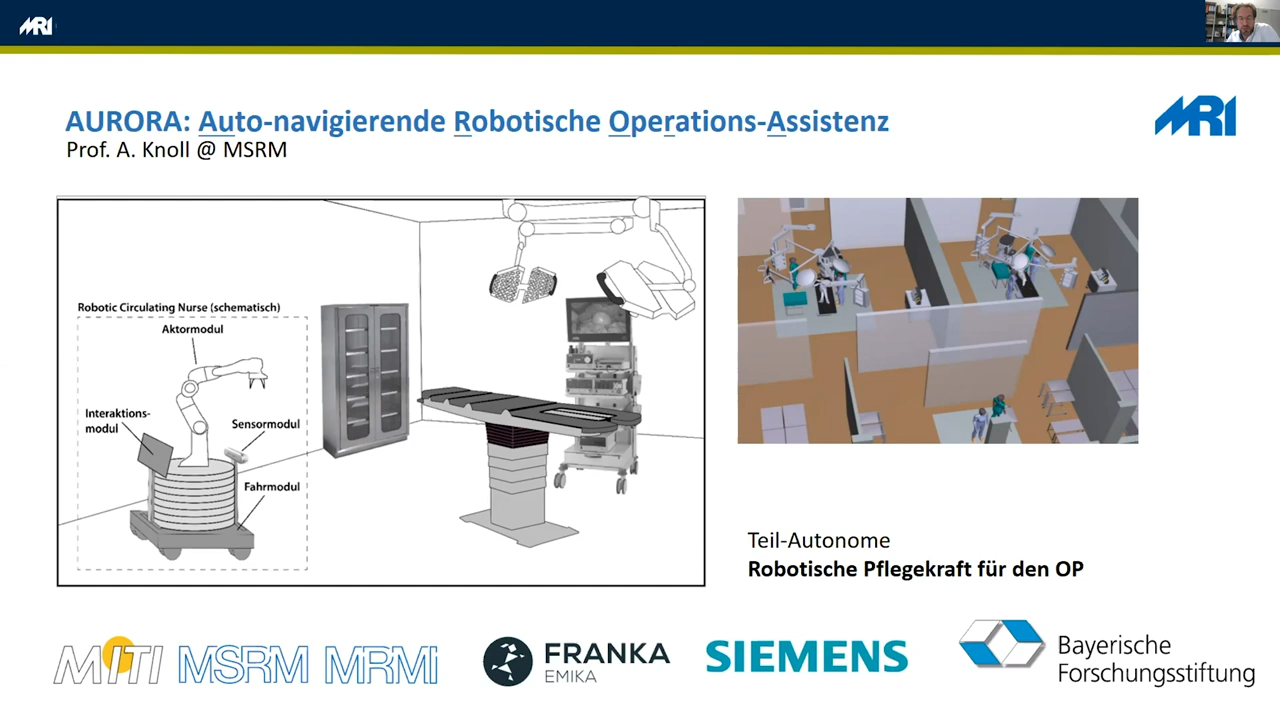 MRI
AURORA: Auto-navigierende Robotische Operations-Assistenz
Prof. A. Knoll @ MSRM
MRI
Robotic Circulating Nurse (schematisch)
Aktormodul
Interaktions-
modul
Sensormodul
Fahrmodul
Teil-Autonome
Robotische Pflegekraft für den OP
MITI MSRM MRMI
FRANKA
EMIKA
SIEMENS
Bayerische
Forschungsstiftung